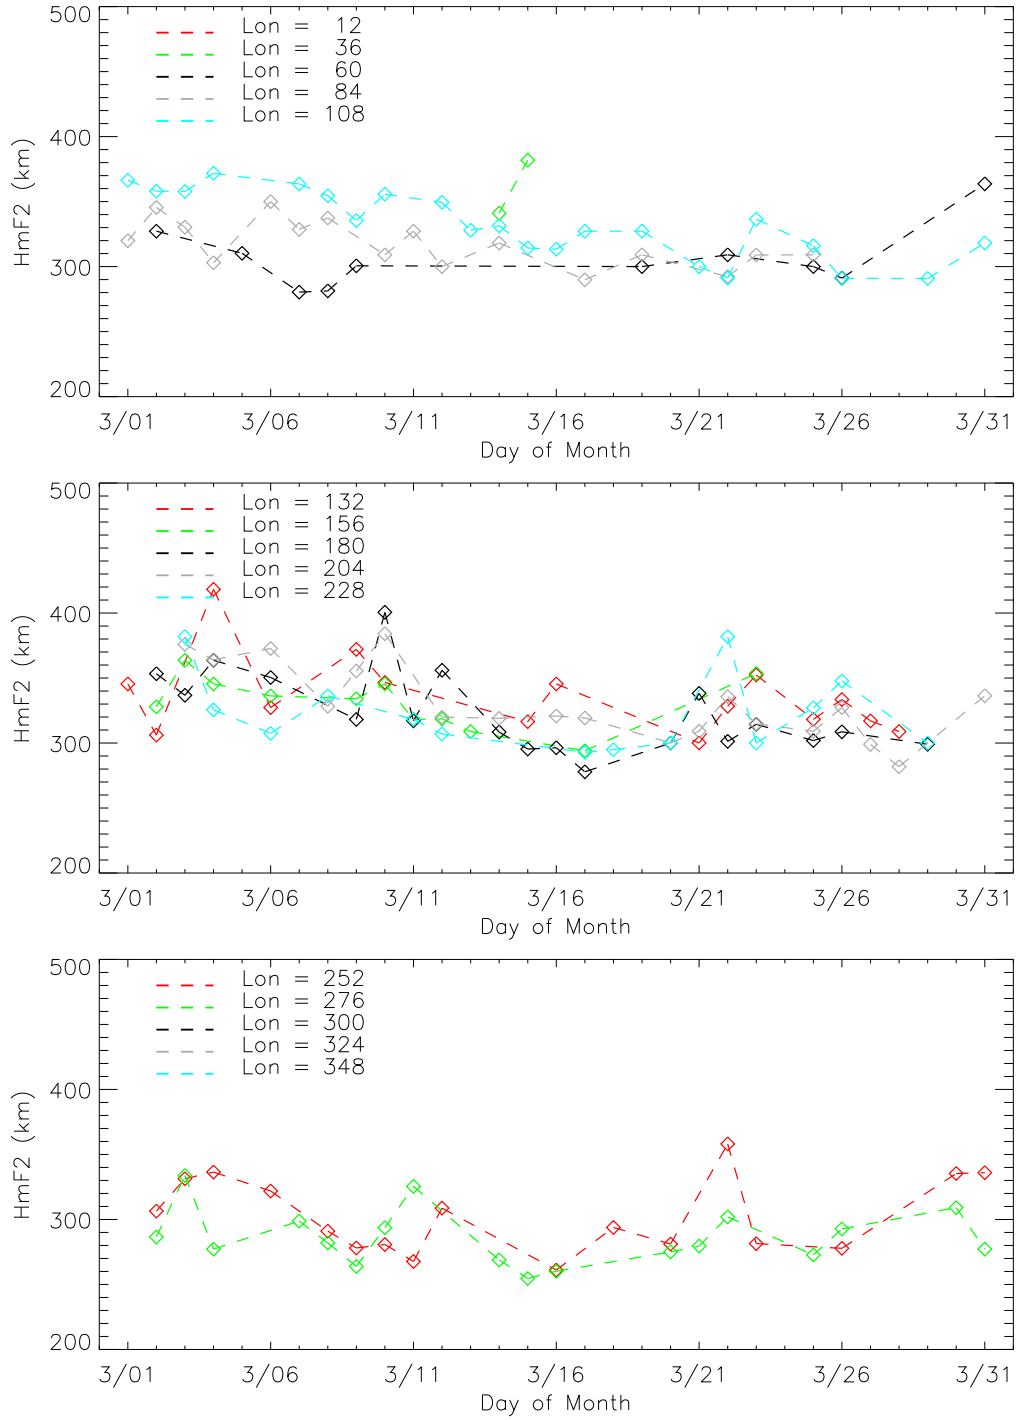 500
400
300
200
HmF2 (km)
Lon = 12
Lon = 36
Lon = 60
Lon = 84
Lon = 108
3/01 3/06 3/11 3/16 3/21 3/26 3/31
Day of Month
500
400
300
200
HmF2 (km)
Lon = 132
Lon = 156
Lon = 180
Lon = 204
Lon = 228
3/01 3/06 3/11 3/16 3/21 3/26 3/31
Day of Month
500
400
300
200
HmF2 (km)
Lon = 252
Lon = 276
Lon = 300
Lon = 324
Lon = 348
3/01 3/06 3/11 3/16 3/21 3/26 3/31
Day of Month